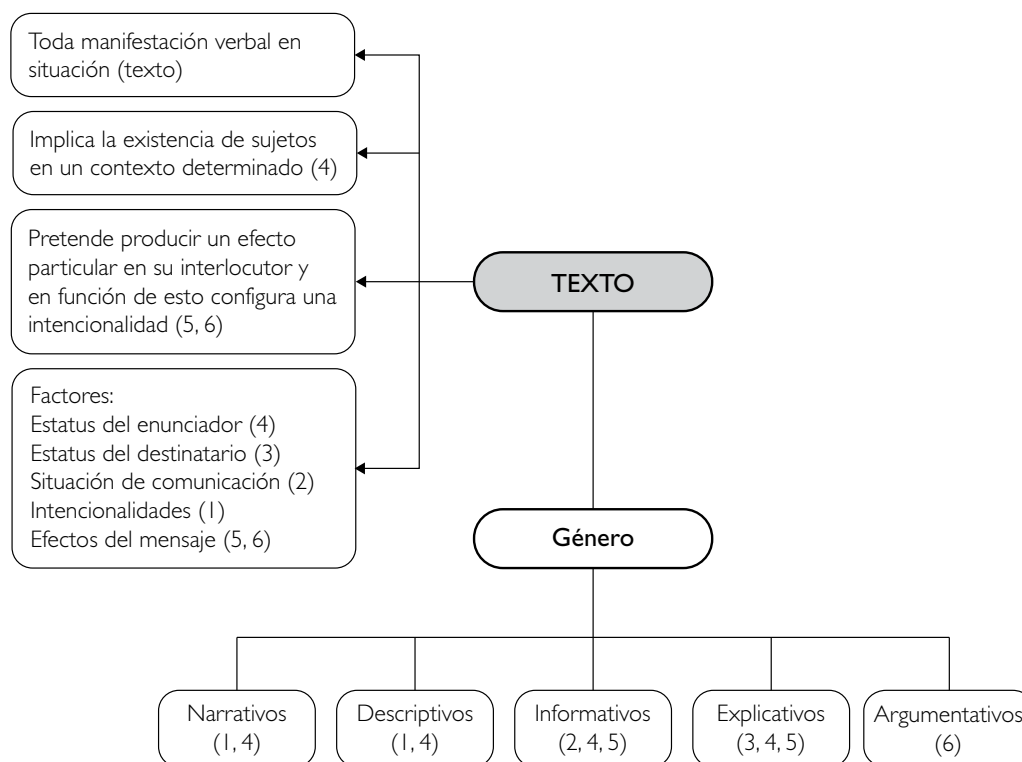 Toda manifestación verbal en
situación (texto)
Implica la existencia de sujetos
en un contexto determinado (4)
Pretende producir un efecto
particular en su interlocutor y
en función de esto configura una
intencionalidad (5, 6)
Factores:
Estatus del enunciador (4)
Estatus del destinatario (3)
Situación de comunicación (2)
Intencionalidades (1)
Efectos del mensaje (5, 6)
TEXTO
Género
Narrativos
(1, 4)
Descriptivos
(1, 4)
Informativos
(2, 4, 5)
Explicativos
(3, 4, 5)
Argumentativos
(6)